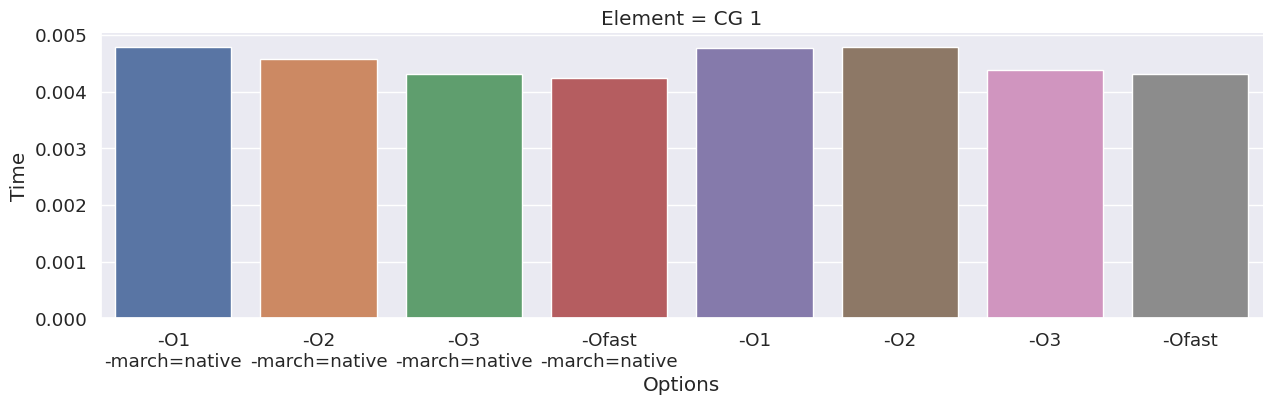 Element = CG 1
0.005
0.004
0.003
0.002
0.001
0.000
Time
-O1 -O2 -O3 -Ofast -O1 -O2 -O3 -Ofast
-march=native -march=native -march=native -march=native
Options